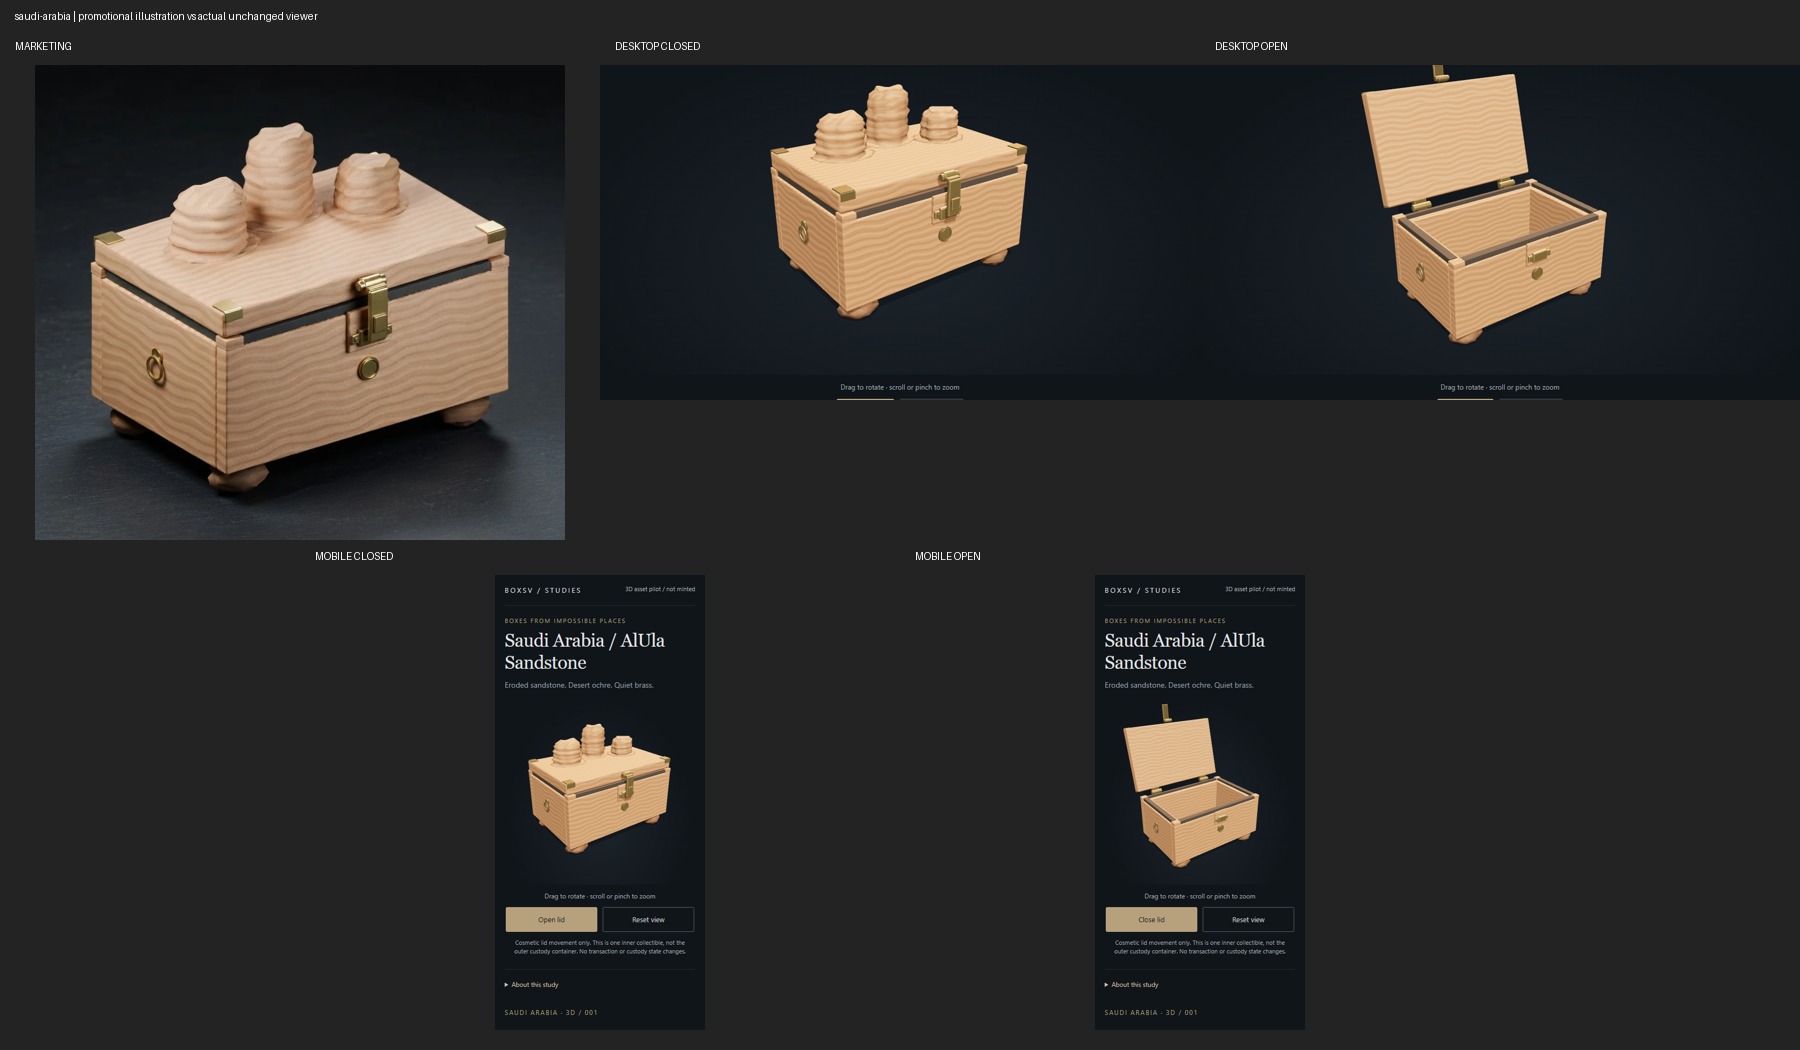 saudi-arabia | promotional illustration vs actual unchanged viewer
MARKETING
DESKTOP CLOSED
DESKTOP OPEN
Drag to rotate · scroll or pinch to zoom
Drag to rotate · scroll or pinch to zoom
MOBILE CLOSED
MOBILE OPEN
BOXSV / STUDIES
3D asset pilot / not minted
BOXES FROM IMPOSSIBLE PLACES
Saudi Arabia / AlUla
Sandstone
Eroded sandstone. Desert ochre. Quiet brass.
Drag to rotate · scroll or pinch to zoom
Open lid
Reset view
Cosmetic lid movement only. This is one inner collectible, not the
outer custody container. No transaction or custody state changes.
▶ About this study
SAUDI ARABIA · 3D / 001
BOXSV / STUDIES
3D asset pilot / not minted
BOXES FROM IMPOSSIBLE PLACES
Saudi Arabia / AlUla
Sandstone
Eroded sandstone. Desert ochre. Quiet brass.
Drag to rotate · scroll or pinch to zoom
Close lid
Reset view
Cosmetic lid movement only. This is one inner collectible, not the
outer custody container. No transaction or custody state changes.
▶ About this study
SAUDI ARABIA · 3D / 001